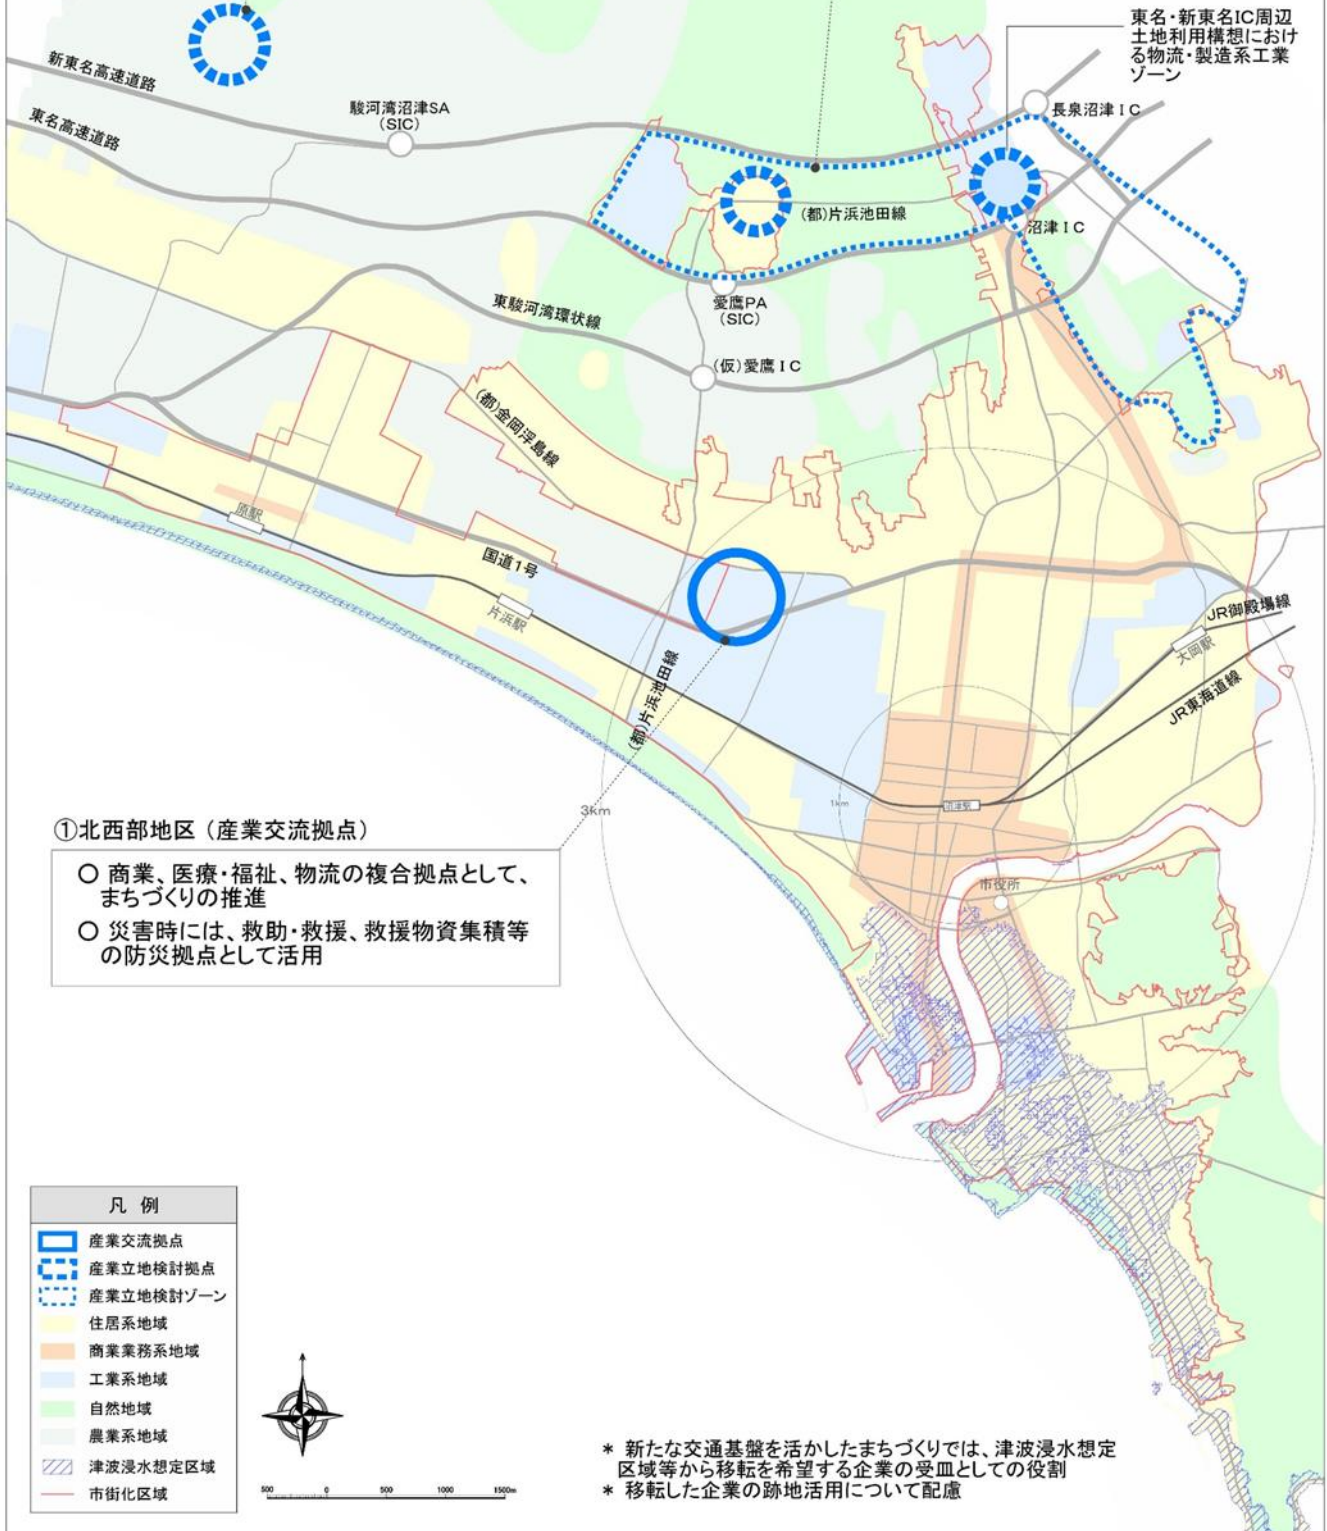 東名・新東名IC周辺
土地利用構想におけ
る物流・製造系工業
ゾーン
新東名高速道路
東名高速道路
駿河湾沼津SA
(SIC)
長泉沼津IC
(都)片浜池田線
沼津IC
愛鷹PA
(SIC)
東駿河湾環状線
(仮)愛鷹IC
(都)金岡浮島線
原駅
国道1号
片浜駅
JR御殿場線
大岡駅
JR東海道線
(都)片浜池田線
3km
1km
沼津駅
市役所
①北西部地区(産業交流拠点)
○ 商業、医療・福祉、物流の複合拠点として、
まちづくりの推進
○ 災害時には、救助・救援、救援物資集積等
の防災拠点として活用
凡 例
産業交流拠点
産業立地検討拠点
産業立地検討ゾーン
住居系地域
商業業務系地域
工業系地域
自然地域
農業系地域
津波浸水想定区域
市街化区域
500 0 500 1000 1500m
* 新たな交通基盤を活かしたまちづくりでは、津波浸水想定
区域等から移転を希望する企業の受皿としての役割
* 移転した企業の跡地活用について配慮